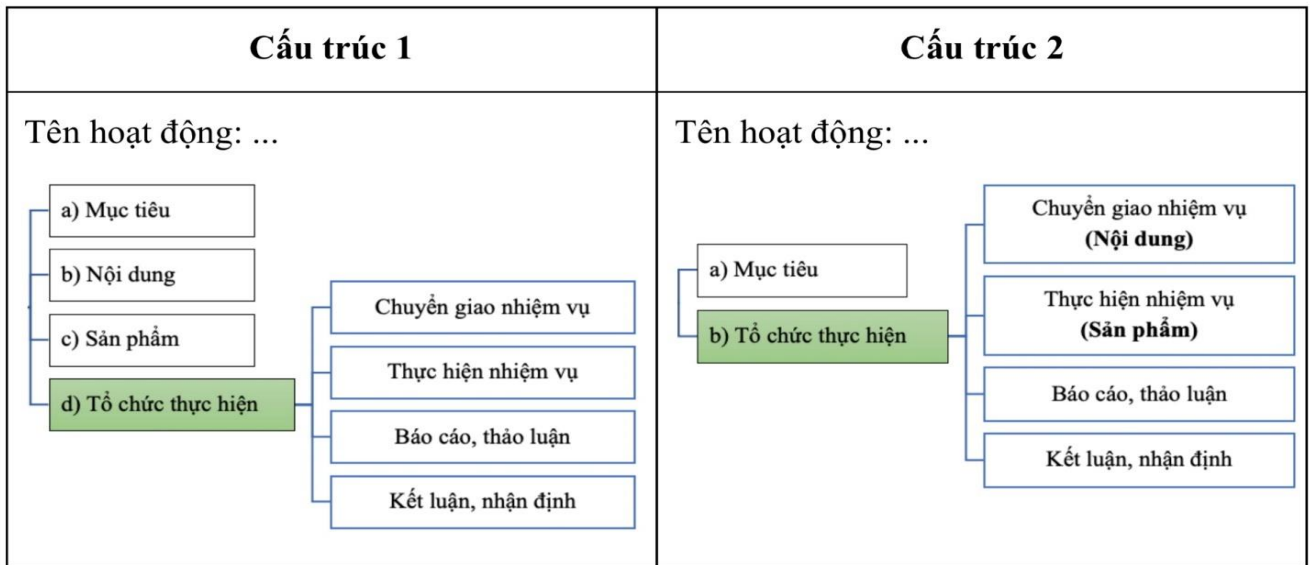 Cấu trúc 1
Cấu trúc 2
Tên hoạt động: ...
a) Mục tiêu
b) Nội dung
c) Sản phẩm
d) Tổ chức thực hiện
Chuyển giao nhiệm vụ
Thực hiện nhiệm vụ
Báo cáo, thảo luận
Kết luận, nhận định
Tên hoạt động: ...
a) Mục tiêu
b) Tổ chức thực hiện
Chuyển giao nhiệm vụ
(Nội dung)
Thực hiện nhiệm vụ
(Sản phẩm)
Báo cáo, thảo luận
Kết luận, nhận định